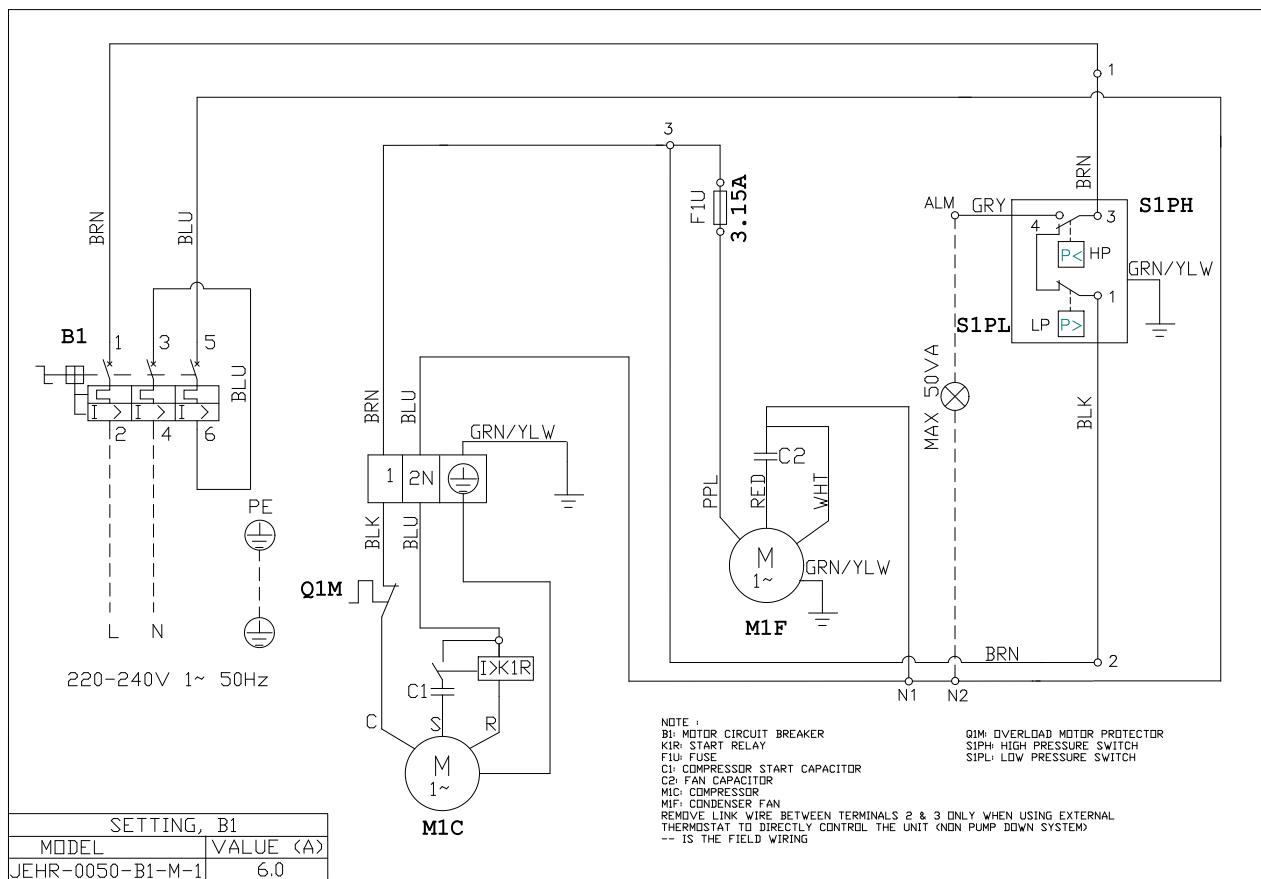 1
3
BRN
BLU
BRN
F1U
3.15A
ALM
GRY
4
3
S1PH
P<
HP
GRN/YLW
1
3
5
B1
BLU
I >
I >
I >
2
4
6
S1PL
LP
P>
1
BRN
BLU
MAX 50VA
BLK
GRN/YLW
1
2N
C2
PPL
RED
WHT
PE
BLK
BLU
M
1~
GRN/YLW
M1F
Q1M
L
N
220-240V 1~ 50Hz
I>K1R
C1
C
S
R
M
1~
M1C
BRN
2
N1
N2
NOTE :
B1: MOTOR CIRCUIT BREAKER
K1R: START RELAY
F1U: FUSE
C1: COMPRESSOR START CAPACITOR
C2: FAN CAPACITOR
M1C: COMPRESSOR
M1F: CONDENSER FAN
REMOVE LINK WIRE BETWEEN TERMINALS 2 & 3 ONLY WHEN USING EXTERNAL
THERMOSTAT TO DIRECTLY CONTROL THE UNIT (NON PUMP DOWN SYSTEM)
-- IS THE FIELD WIRING
Q1M: OVERLOAD MOTOR PROTECTOR
S1PH: HIGH PRESSURE SWITCH
S1PL: LOW PRESSURE SWITCH
SETTING, B1
MODEL VALUE (A)
JEHR-0050-B1-M-1 6.0